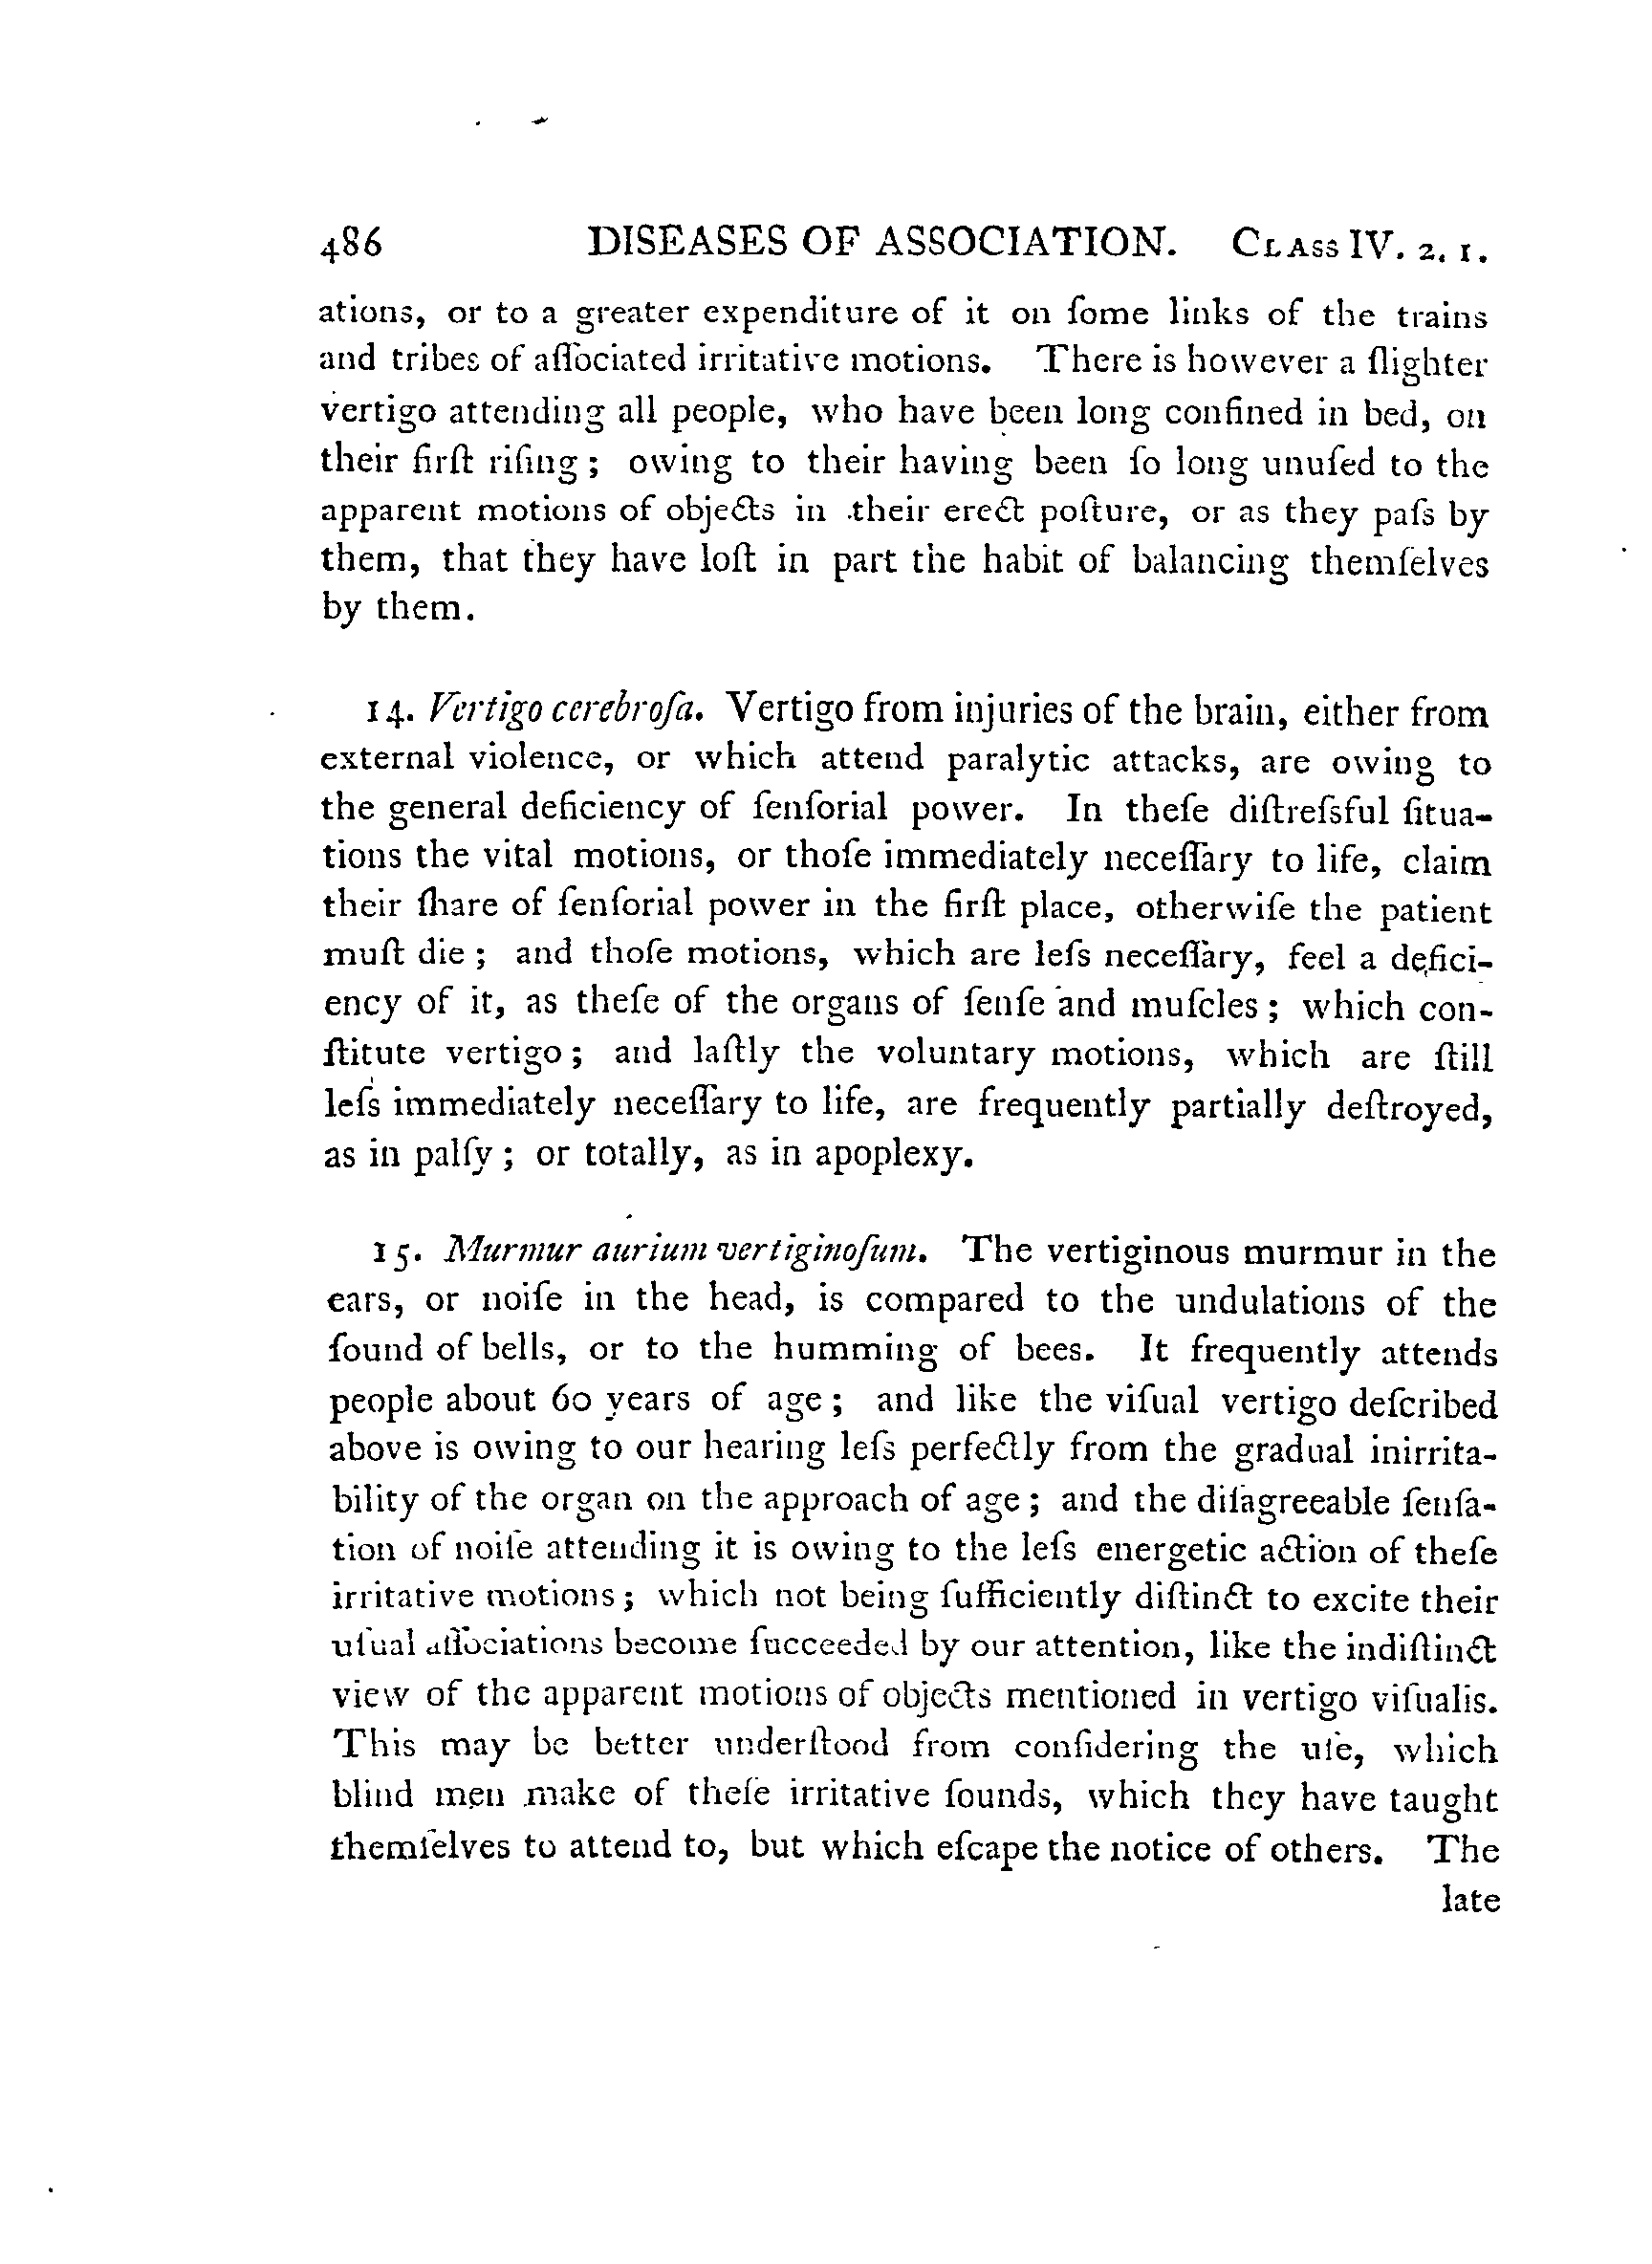 486 DISEASES OF ASSOCIATION. CLASS IV. 2. 1.
ations, or to a greater expenditure of it on ſome links of the trains
and tribes of aſſociated irritative motions. There is however a ſlighter
vertigo attending all people, who have been long confined in bed, on
their firſt riſing; owing to their having been ſo long unuſed to the
apparent motions of objects in their erect poſture, or as they paſs by
them, that they have loſt in part the habit of balancing themſelves
by them.
14. Vertigo cerebroſa. Vertigo from injuries of the brain, either from
external violence, or which attend paralytic attacks, are owing to
the general deficiency of ſenſorial power. In theſe diſtreſsful ſitua-
tions the vital motions, or thoſe immediately neceſſary to life, claim
their ſhare of ſenſorial power in the firſt place, otherwiſe the patient
muſt die; and thoſe motions, which are leſs neceſſary, feel a defici-
ency of it, as theſe of the organs of ſenſe and muſcles; which con-
ſtitute vertigo; and laſtly the voluntary motions, which are ſtill
leſs immediately neceſſary to life, are frequently partially deſtroyed,
as in palſy; or totally, as in apoplexy.
15. Murmur aurium vertiginoſum. The vertiginous murmur in the
ears, or noiſe in the head, is compared to the undulations of the
ſound of bells, or to the humming of bees. It frequently attends
people about 60 years of age; and like the viſual vertigo deſcribed
above is owing to our hearing leſs perfectly from the gradual inirrita-
bility of the organ on the approach of age; and the diſagreeable ſenſa-
tion of noiſe attending it is owing to the leſs energetic action of theſe
irritative motions; which not being ſufficiently diſtinct to excite their
uſual aſſociations become ſucceeded by our attention, like the indiſtinct
view of the apparent motions of objects mentioned in vertigo viſualis.
This may be better underſtood from conſidering the uſe, which
blind men make of theſe irritative ſounds, which they have taught
themſelves to attend to, but which eſcape the notice of others. The
late